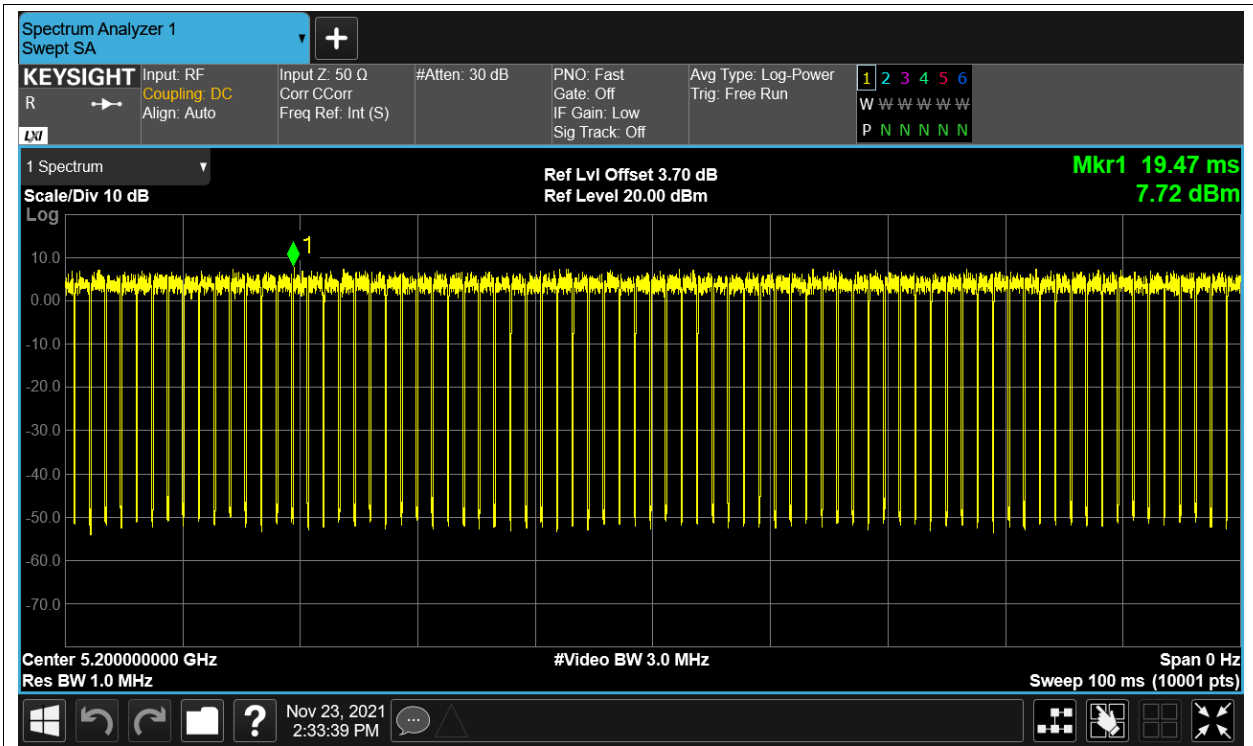 Spectrum Analyzer 1
Swept SA
KEYSIGHT
R
LXI
Input: RF
Coupling: DC
Align: Auto
Input Z: 50 Ω
Corr CCorr
Freq Ref: Int (S)
#Atten: 30 dB
PNO: Fast
Gate: Off
IF Gain: Low
Sig Track: Off
Avg Type: Log-Power
Trig: Free Run
1 2 3 4 5 6
W W W W W W
P N N N N N
1 Spectrum
Scale/Div 10 dB
Ref Lvl Offset 3.70 dB
Ref Level 20.00 dBm
Mkr1 19.47 ms
7.72 dBm
Log
1
10.0
0.00
-10.0
-20.0
-30.0
-40.0
-50.0
-60.0
-70.0
Center 5.200000000 GHz
Res BW 1.0 MHz
#Video BW 3.0 MHz
Span 0 Hz
Sweep 100 ms (10001 pts)
?
Nov 23, 2021
2:33:39 PM